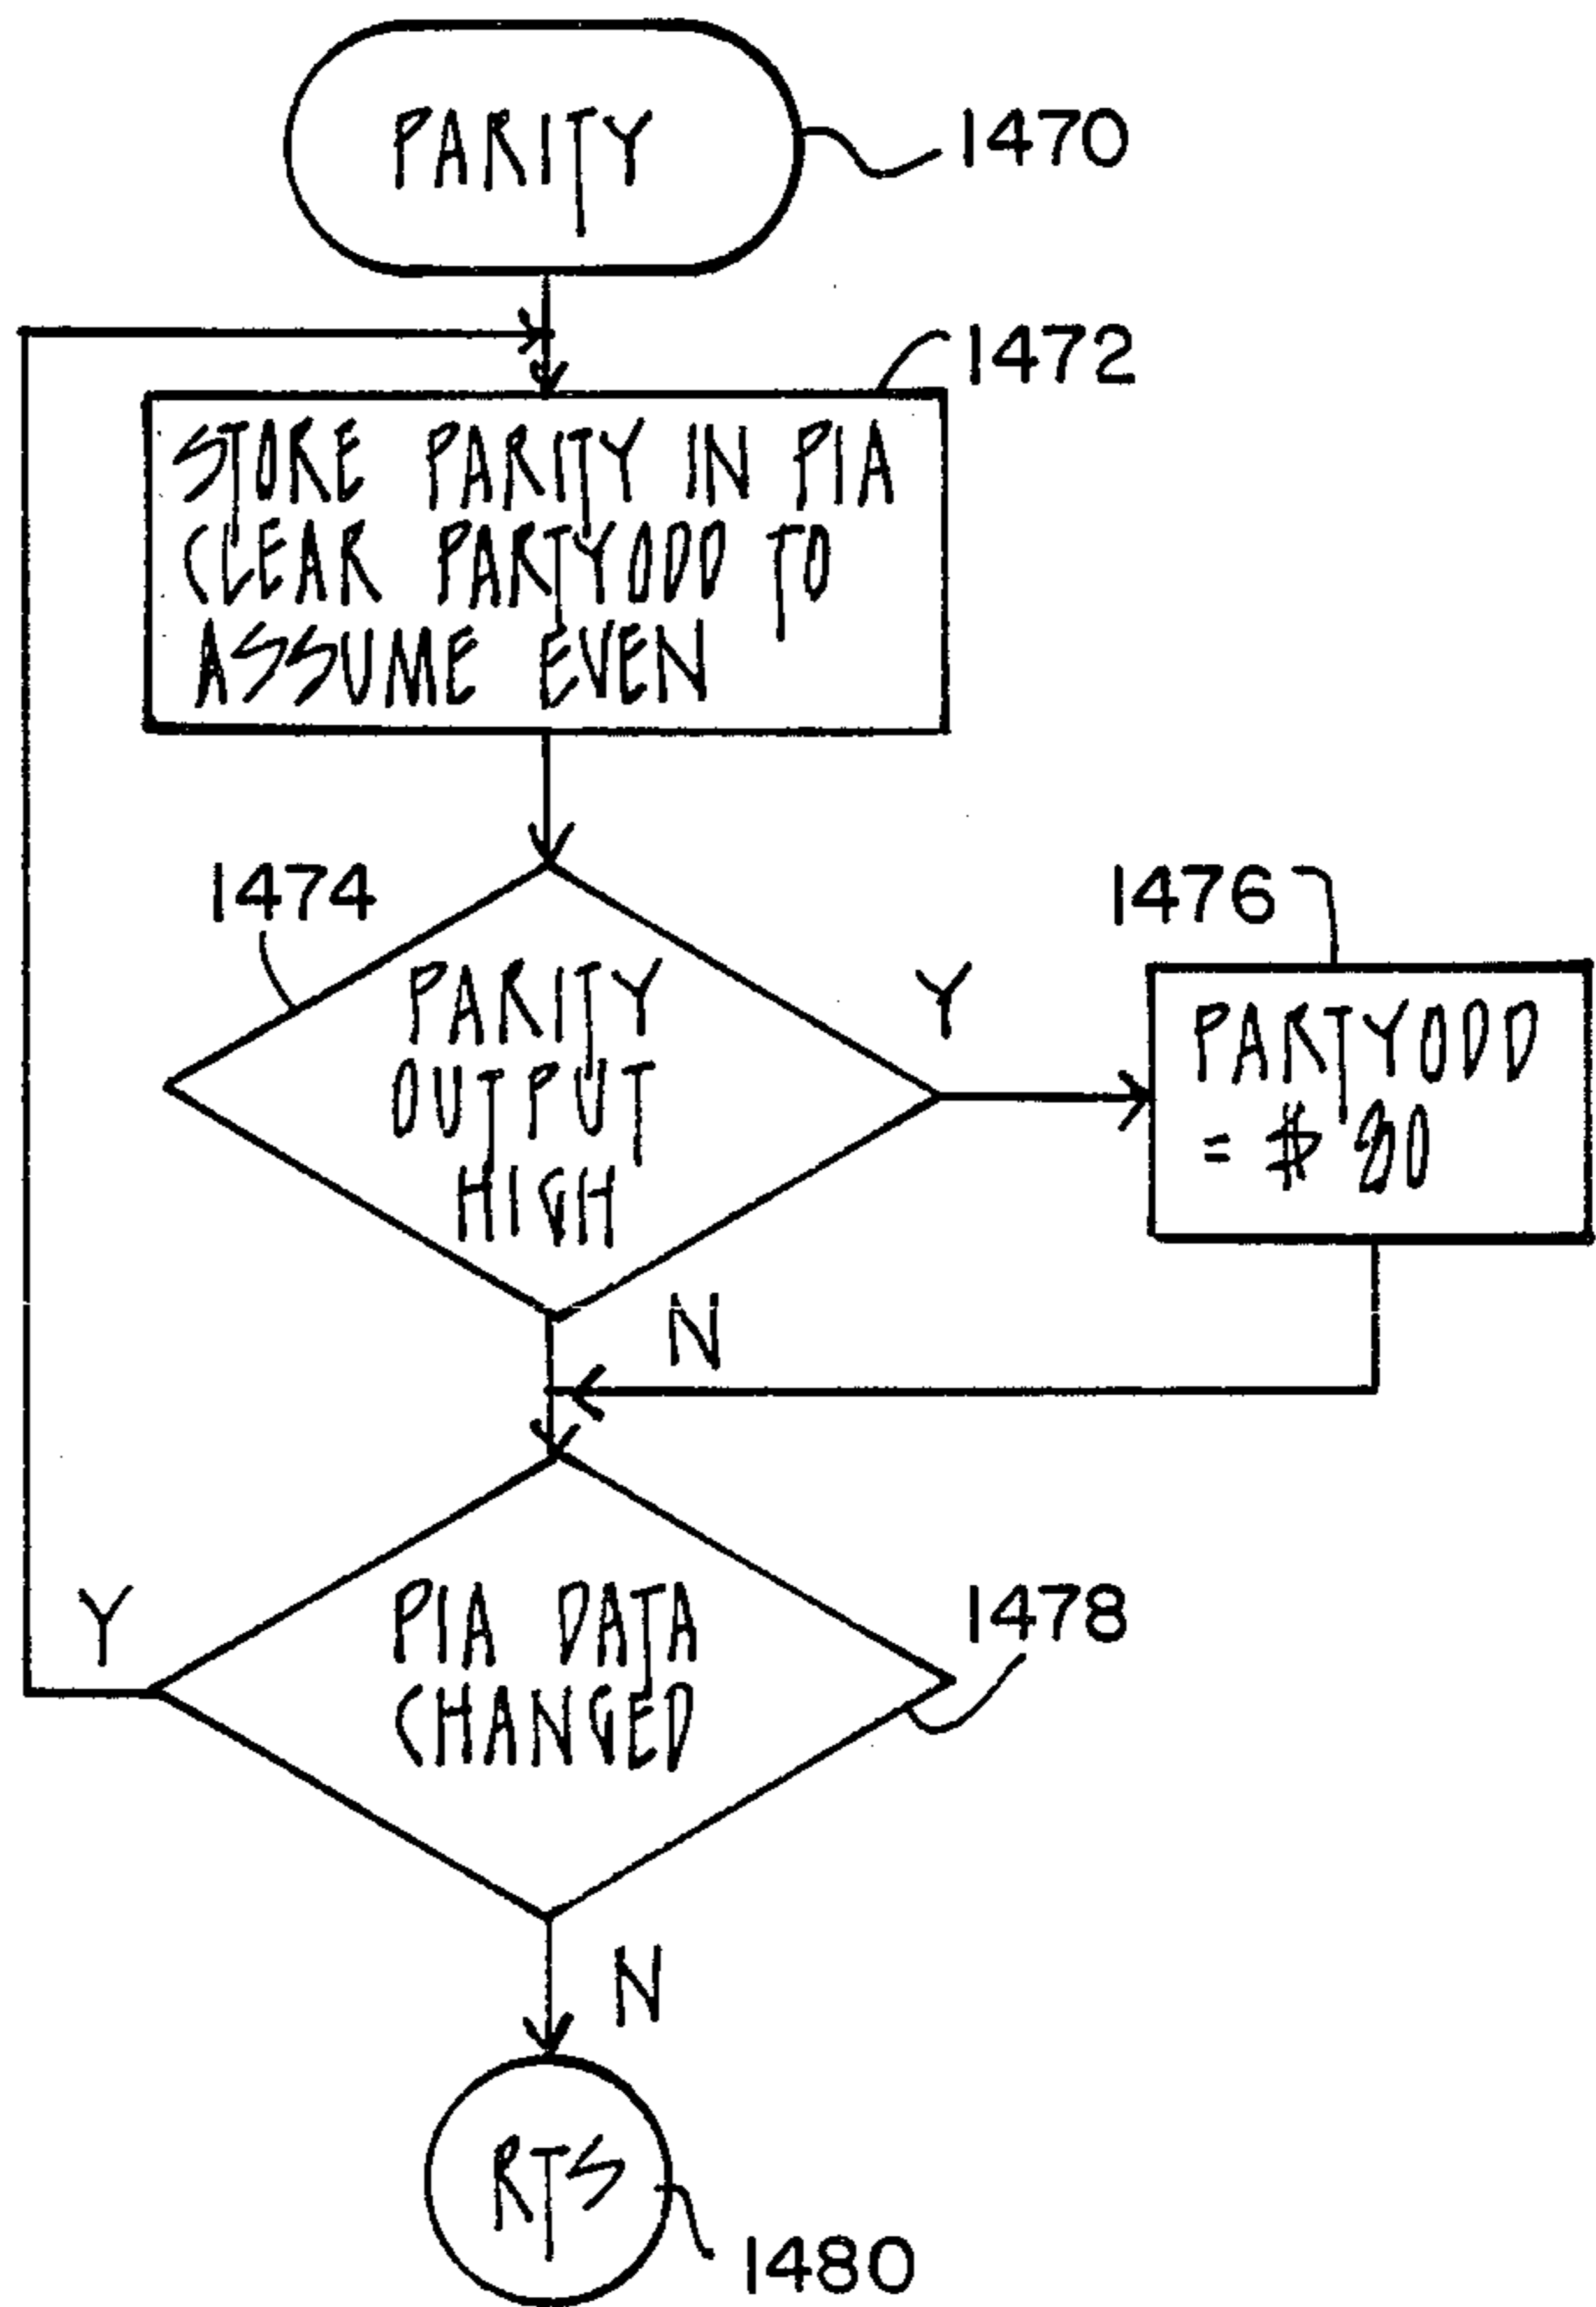 PARITY
1470
1472
STORE PARITY IN PIA
CLEAR PARTYODD TO
ASSUME EVEN
1474
1476
PARITY
OUTPUT
HIGH
Y
PARTYODD
= $
N
PIA DATA
CHANGED
Y
1478
N
RTS
1480